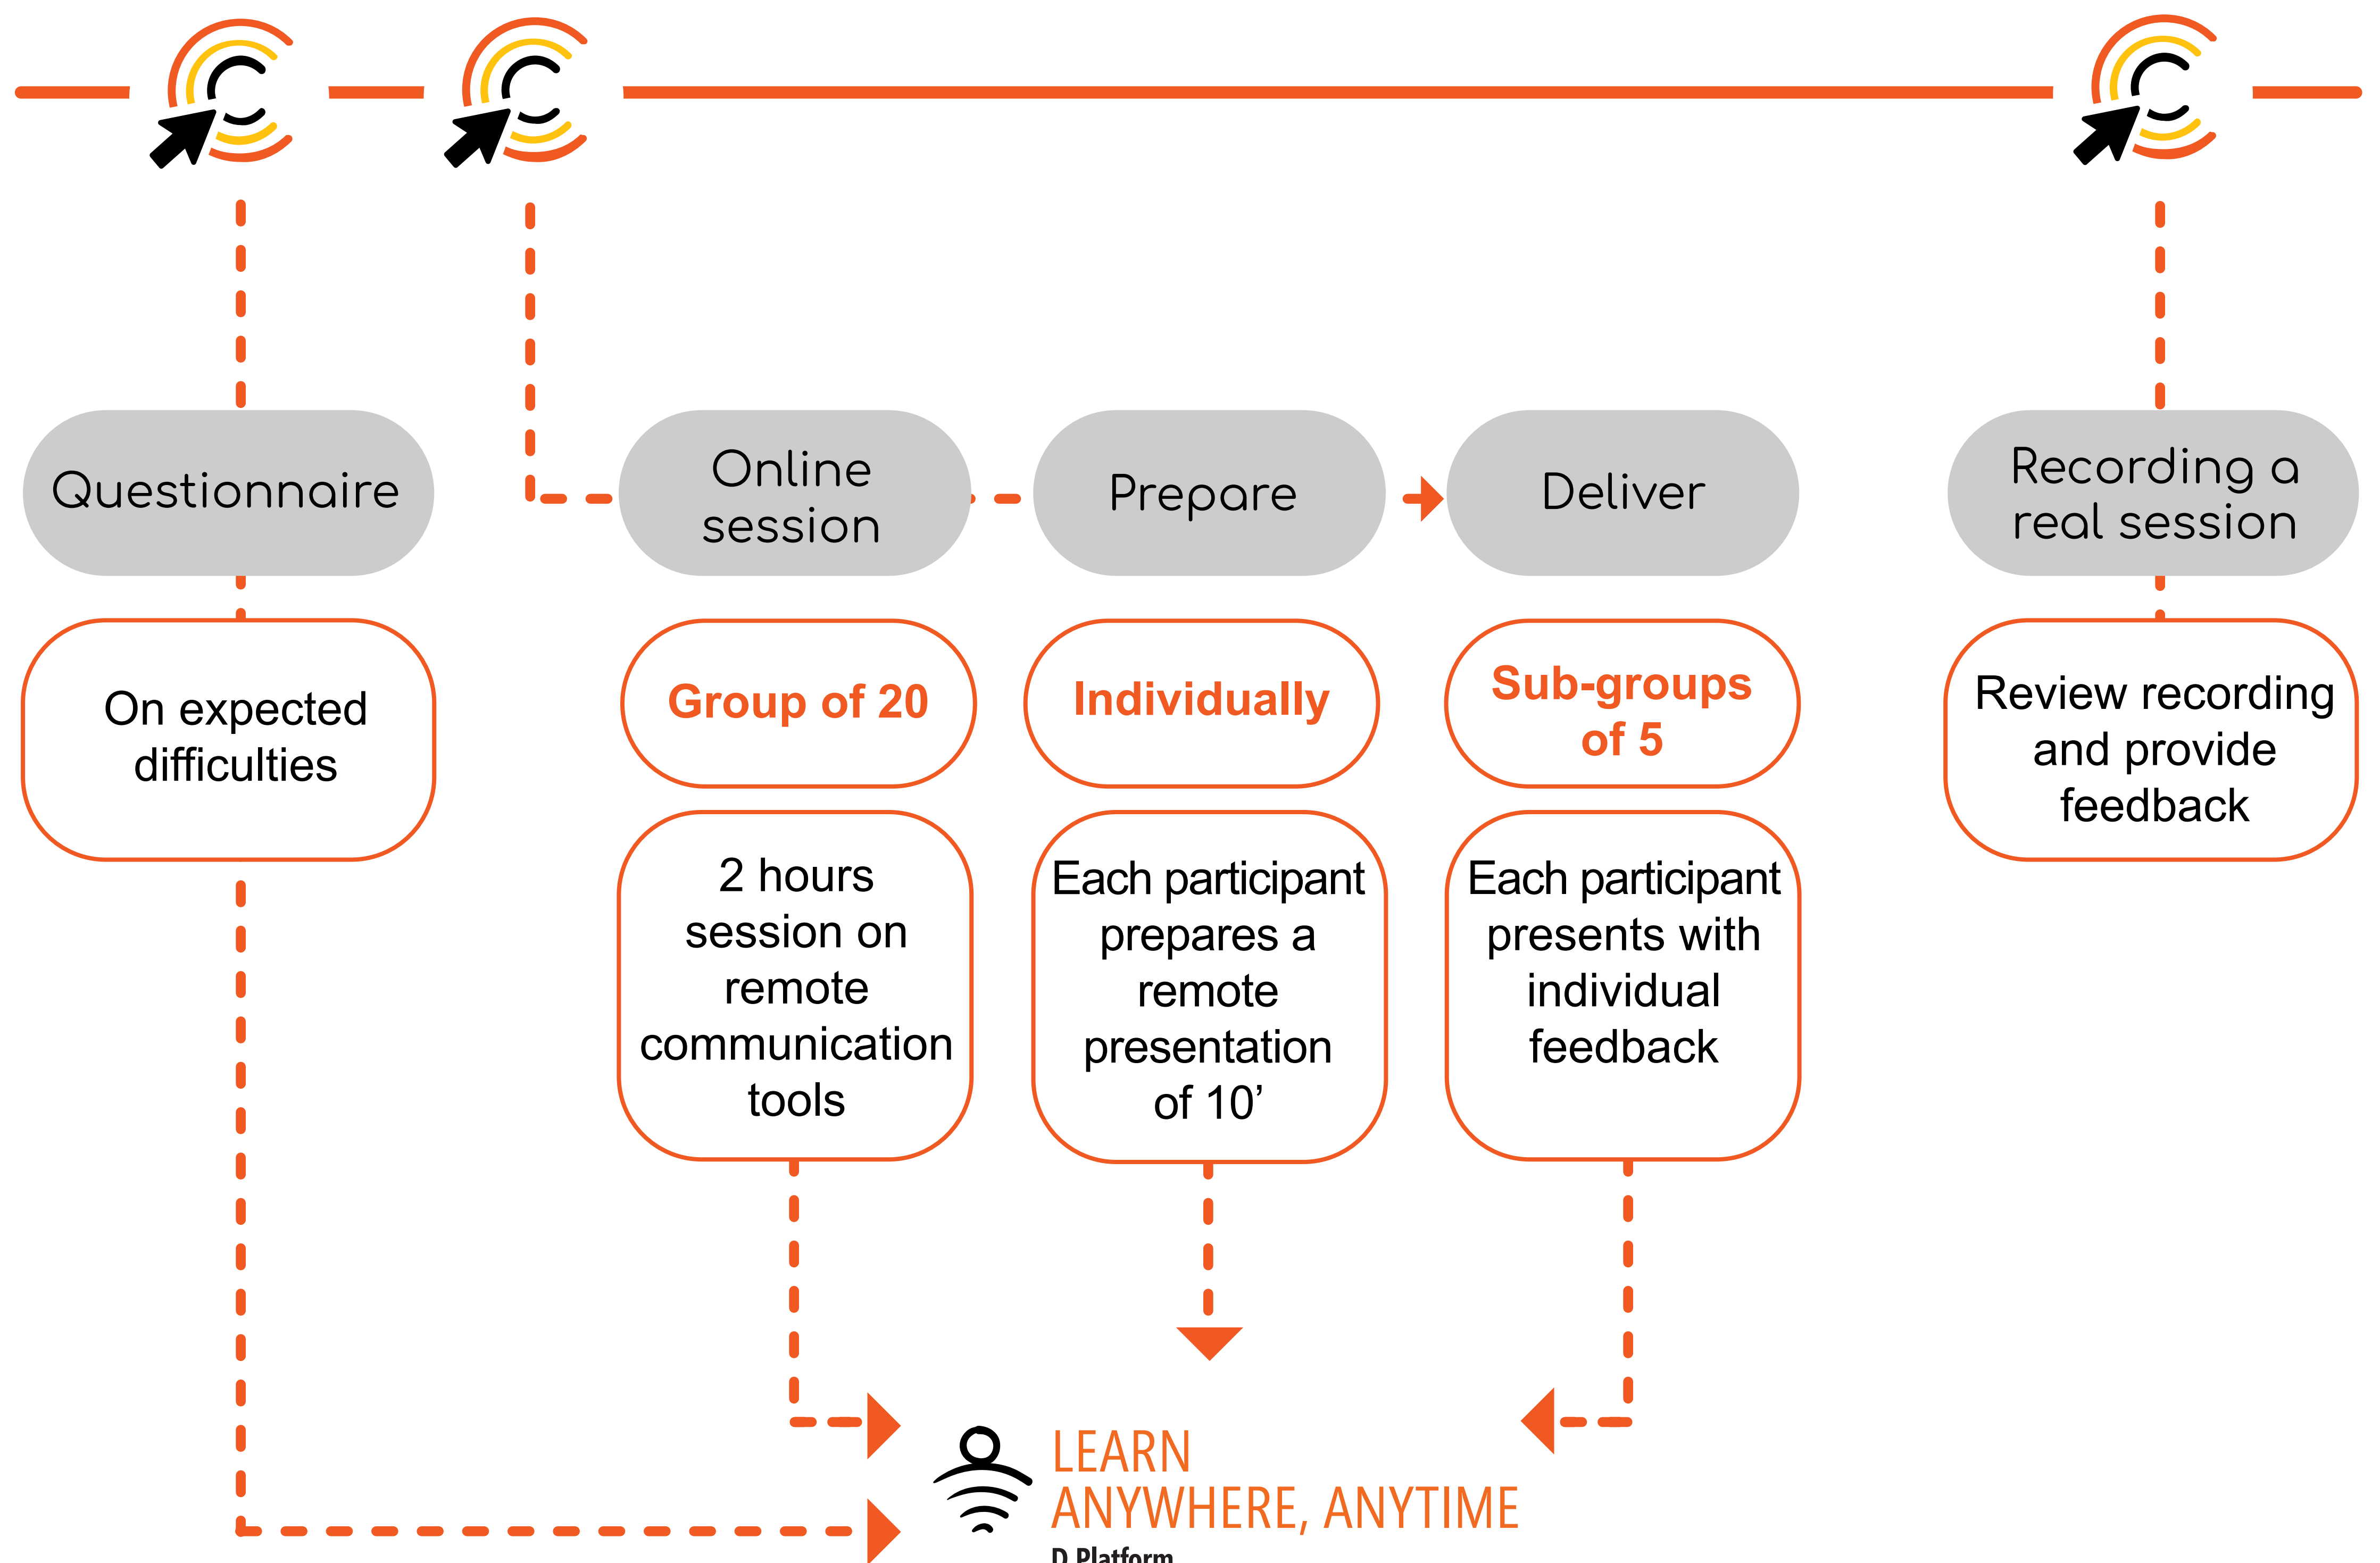 Questionnaire
On expected
difficulties
Online
session
Group of 20
2 hours
session on
remote
communication
tools
Prepare
Individually
Each participant
prepares a
remote
presentation
of 10’
Deliver
Sub-groups
of 5
Each participant
presents with
individual
feedback
Recording a
real session
Review recording
and provide
feedback
LEARN
ANYWHERE, ANYTIME
D Platform